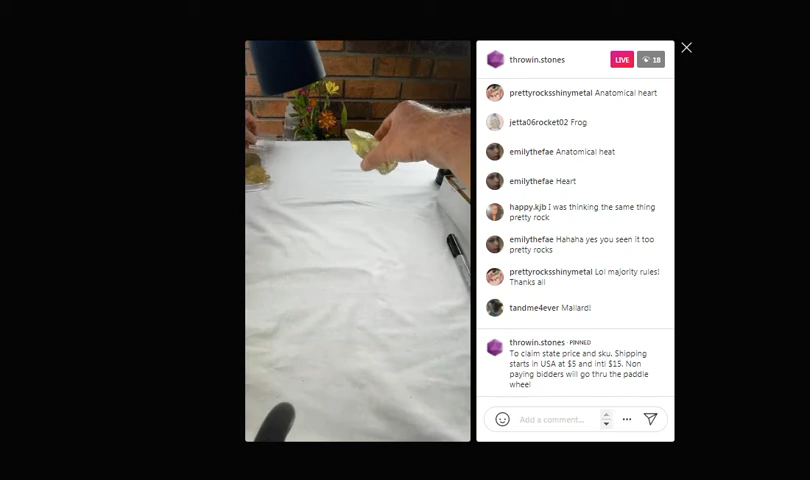 throwin.stones
LIVE
18
prettyrocksshinymetal Anatomical heart
jetta06rocket02 Frog
emilythefae Anatomical heat
emilythefae Heart
happy.kjb I was thinking the same thing
pretty rock
emilythefae Hahaha yes you seen it too
pretty rocks
prettyrocksshinymetal Lol majority rules!
Thanks all
tandme4ever Mallard!
throwin.stones · PINNED
To claim state price and sku. Shipping
starts in USA at $5 and intl $15. Non
paying bidders will go thru the paddle
wheel
Add a comment...